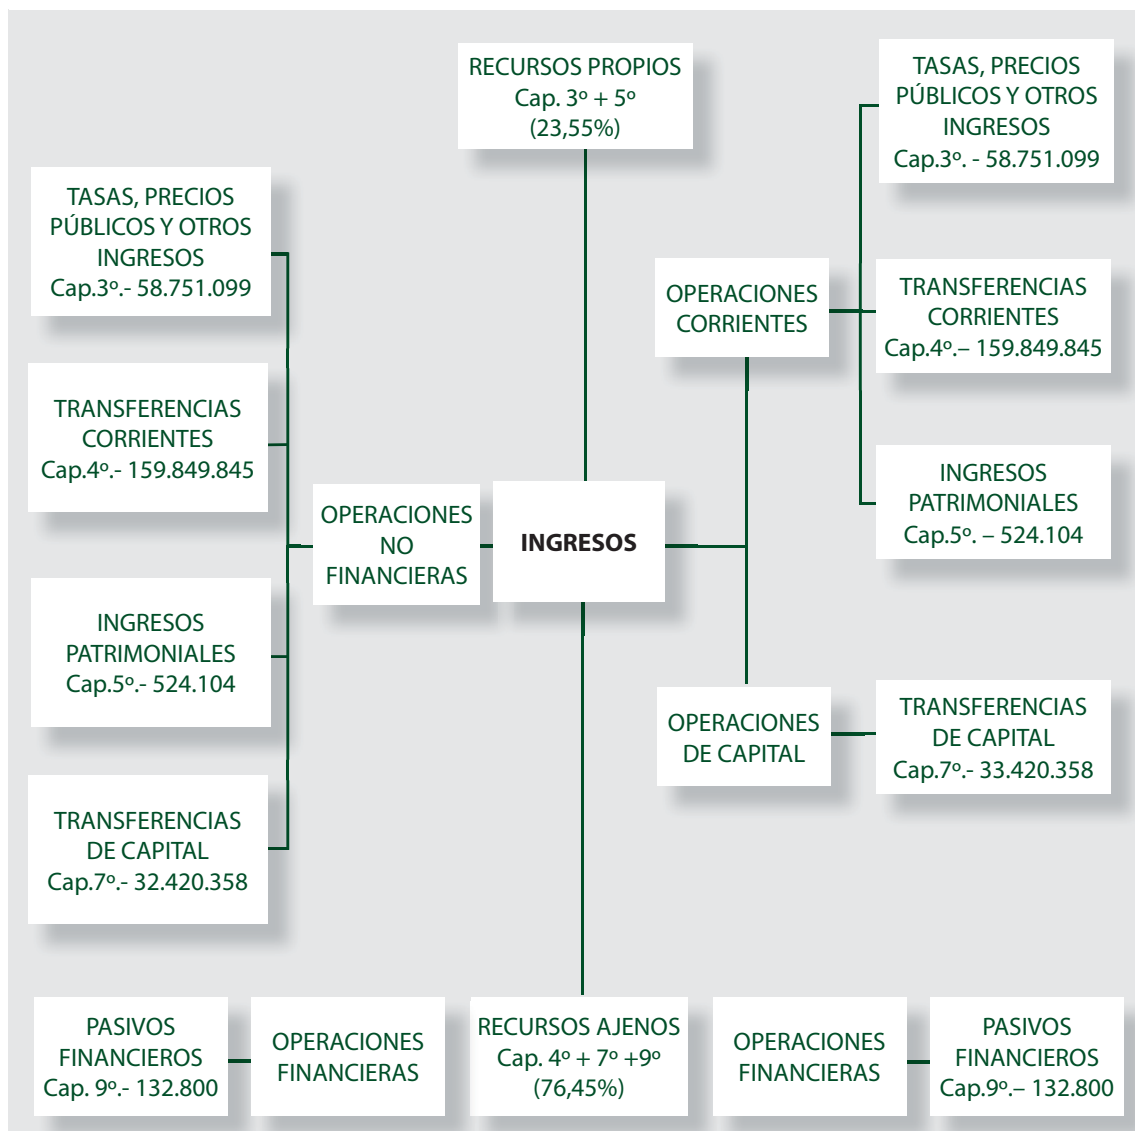 RECURSOS PROPIOS
Cap. 3º + 5º
(23,55%)
TASAS, PRECIOS
PÚBLICOS Y OTROS
INGRESOS
Cap.3º. - 58.751.099
TASAS, PRECIOS
PÚBLICOS Y OTROS
INGRESOS
Cap.3º.- 58.751.099
OPERACIONES
CORRIENTES
TRANSFERENCIAS
CORRIENTES
Cap.4º.– 159.849.845
TRANSFERENCIAS
CORRIENTES
Cap.4º.- 159.849.845
INGRESOS
PATRIMONIALES
Cap.5º. – 524.104
OPERACIONES
NO
FINANCIERAS
INGRESOS
INGRESOS
PATRIMONIALES
Cap.5º.- 524.104
OPERACIONES
DE CAPITAL
TRANSFERENCIAS
DE CAPITAL
Cap.7º.- 33.420.358
TRANSFERENCIAS
DE CAPITAL
Cap.7º.- 32.420.358
PASIVOS
FINANCIEROS
Cap. 9º.- 132.800
OPERACIONES
FINANCIERAS
RECURSOS AJENOS
Cap. 4º + 7º +9º
(76,45%)
OPERACIONES
FINANCIERAS
PASIVOS
FINANCIEROS
Cap.9º.– 132.800